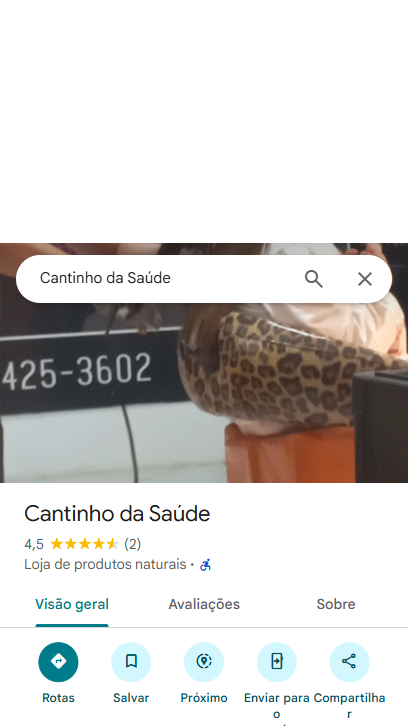 Cantinho da Saúde
425-3602
Cantinho da Saúde
4,5 (2)
Loja de produtos naturais ·
Visão geral Avaliações Sobre
Rotas Salvar Próximo Enviar para o Compartilhar